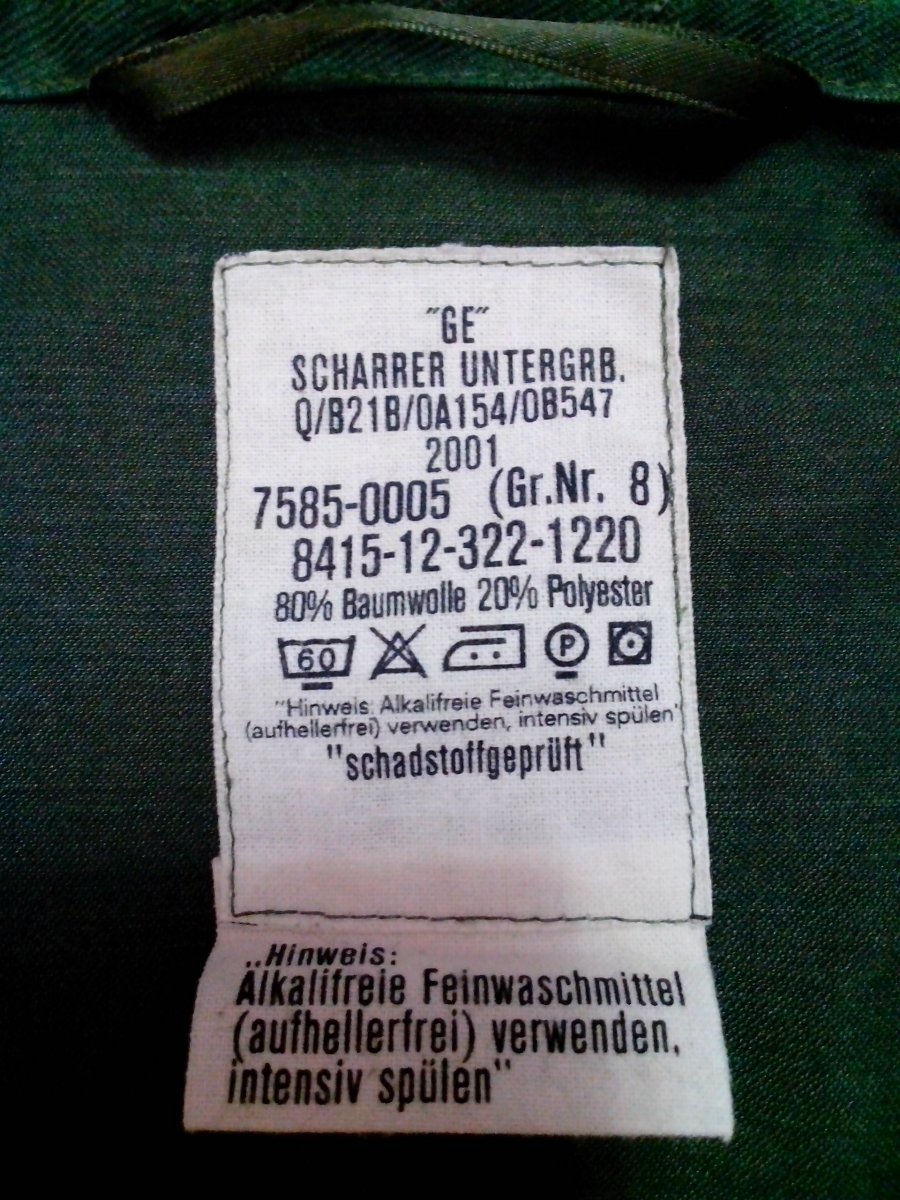 "GE"
SCHARRER UNTERGRB.
Q/B21B/0A154/0B547
2001
7585-0005 (Gr.Nr. 8)
8415-12-322-1220
80% Baumwolle 20% Polyester
60 P
"Hinweis: Alkalifreie Feinwaschmittel
(aufhellerfrei) verwenden, intensiv spülen"
"schadstoffgeprüft"
„Hinweis:
Alkalifreie Feinwaschmittel
(aufhellerfrei) verwenden,
intensiv spülen"